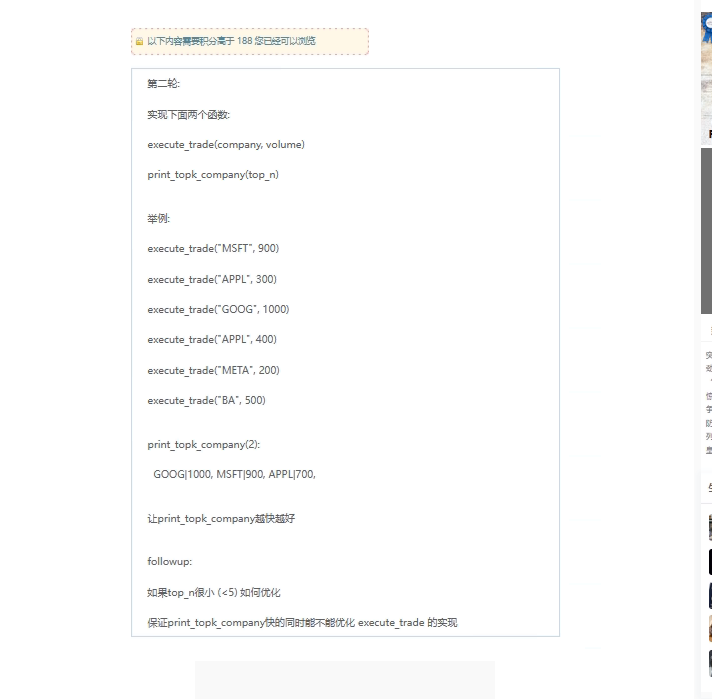 以下内容需要积分高于 188 您已经可以浏览
第二轮:
实现下面两个函数:
execute_trade(company, volume)
print_topk_company(top_n)
举例:
execute_trade("MSFT", 900)
execute_trade("APPL", 300)
execute_trade("GOOG", 1000)
execute_trade("APPL", 400)
execute_trade("META", 200)
execute_trade("BA", 500)
print_topk_company(2):
GOOG|1000, MSFT|900, APPL|700,
让print_topk_company越快越好
followup:
如果top_n很小 (<5) 如何优化
保证print_topk_company快的同时能不能优化 execute_trade 的实现